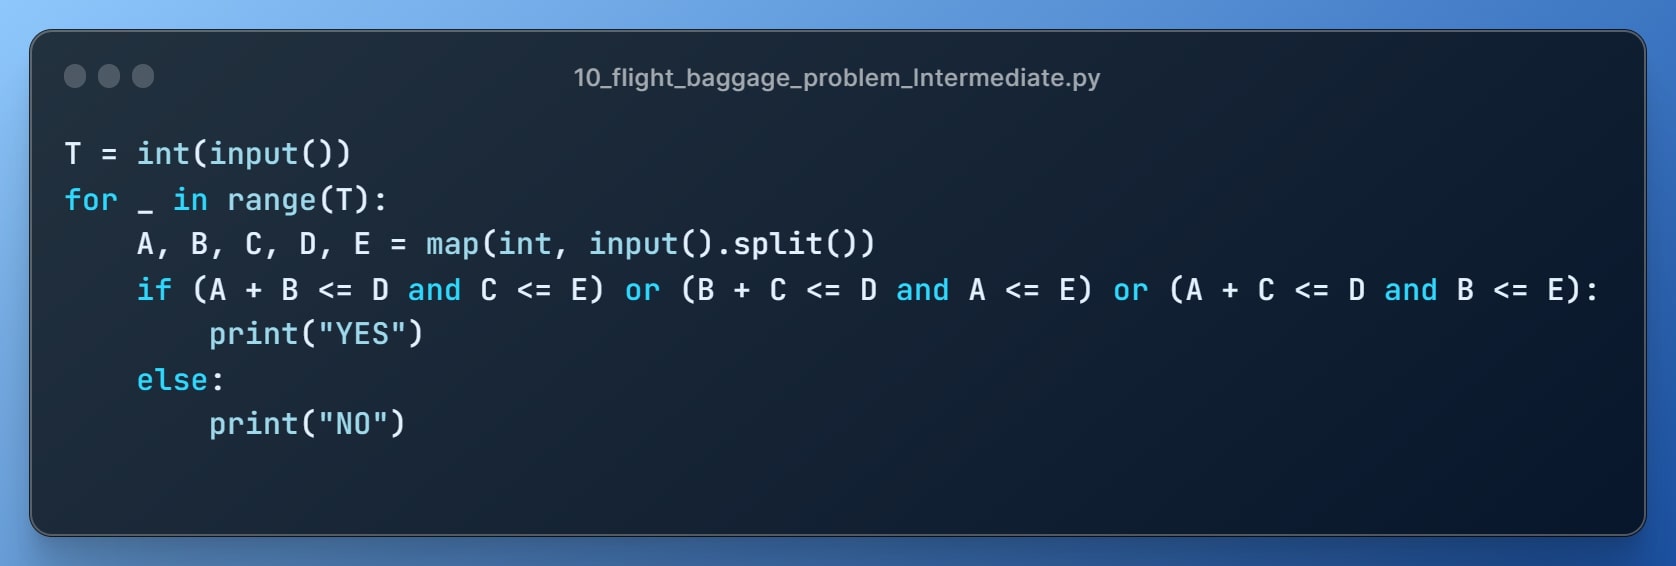 10_flight_baggage_problem_Intermediate.py
T = int(input())
for _ in range(T):
    A, B, C, D, E = map(int, input().split())
    if (A + B <= D and C <= E) or (B + C <= D and A <= E) or (A + C <= D and B <= E):
        print("YES")
    else:
        print("NO")